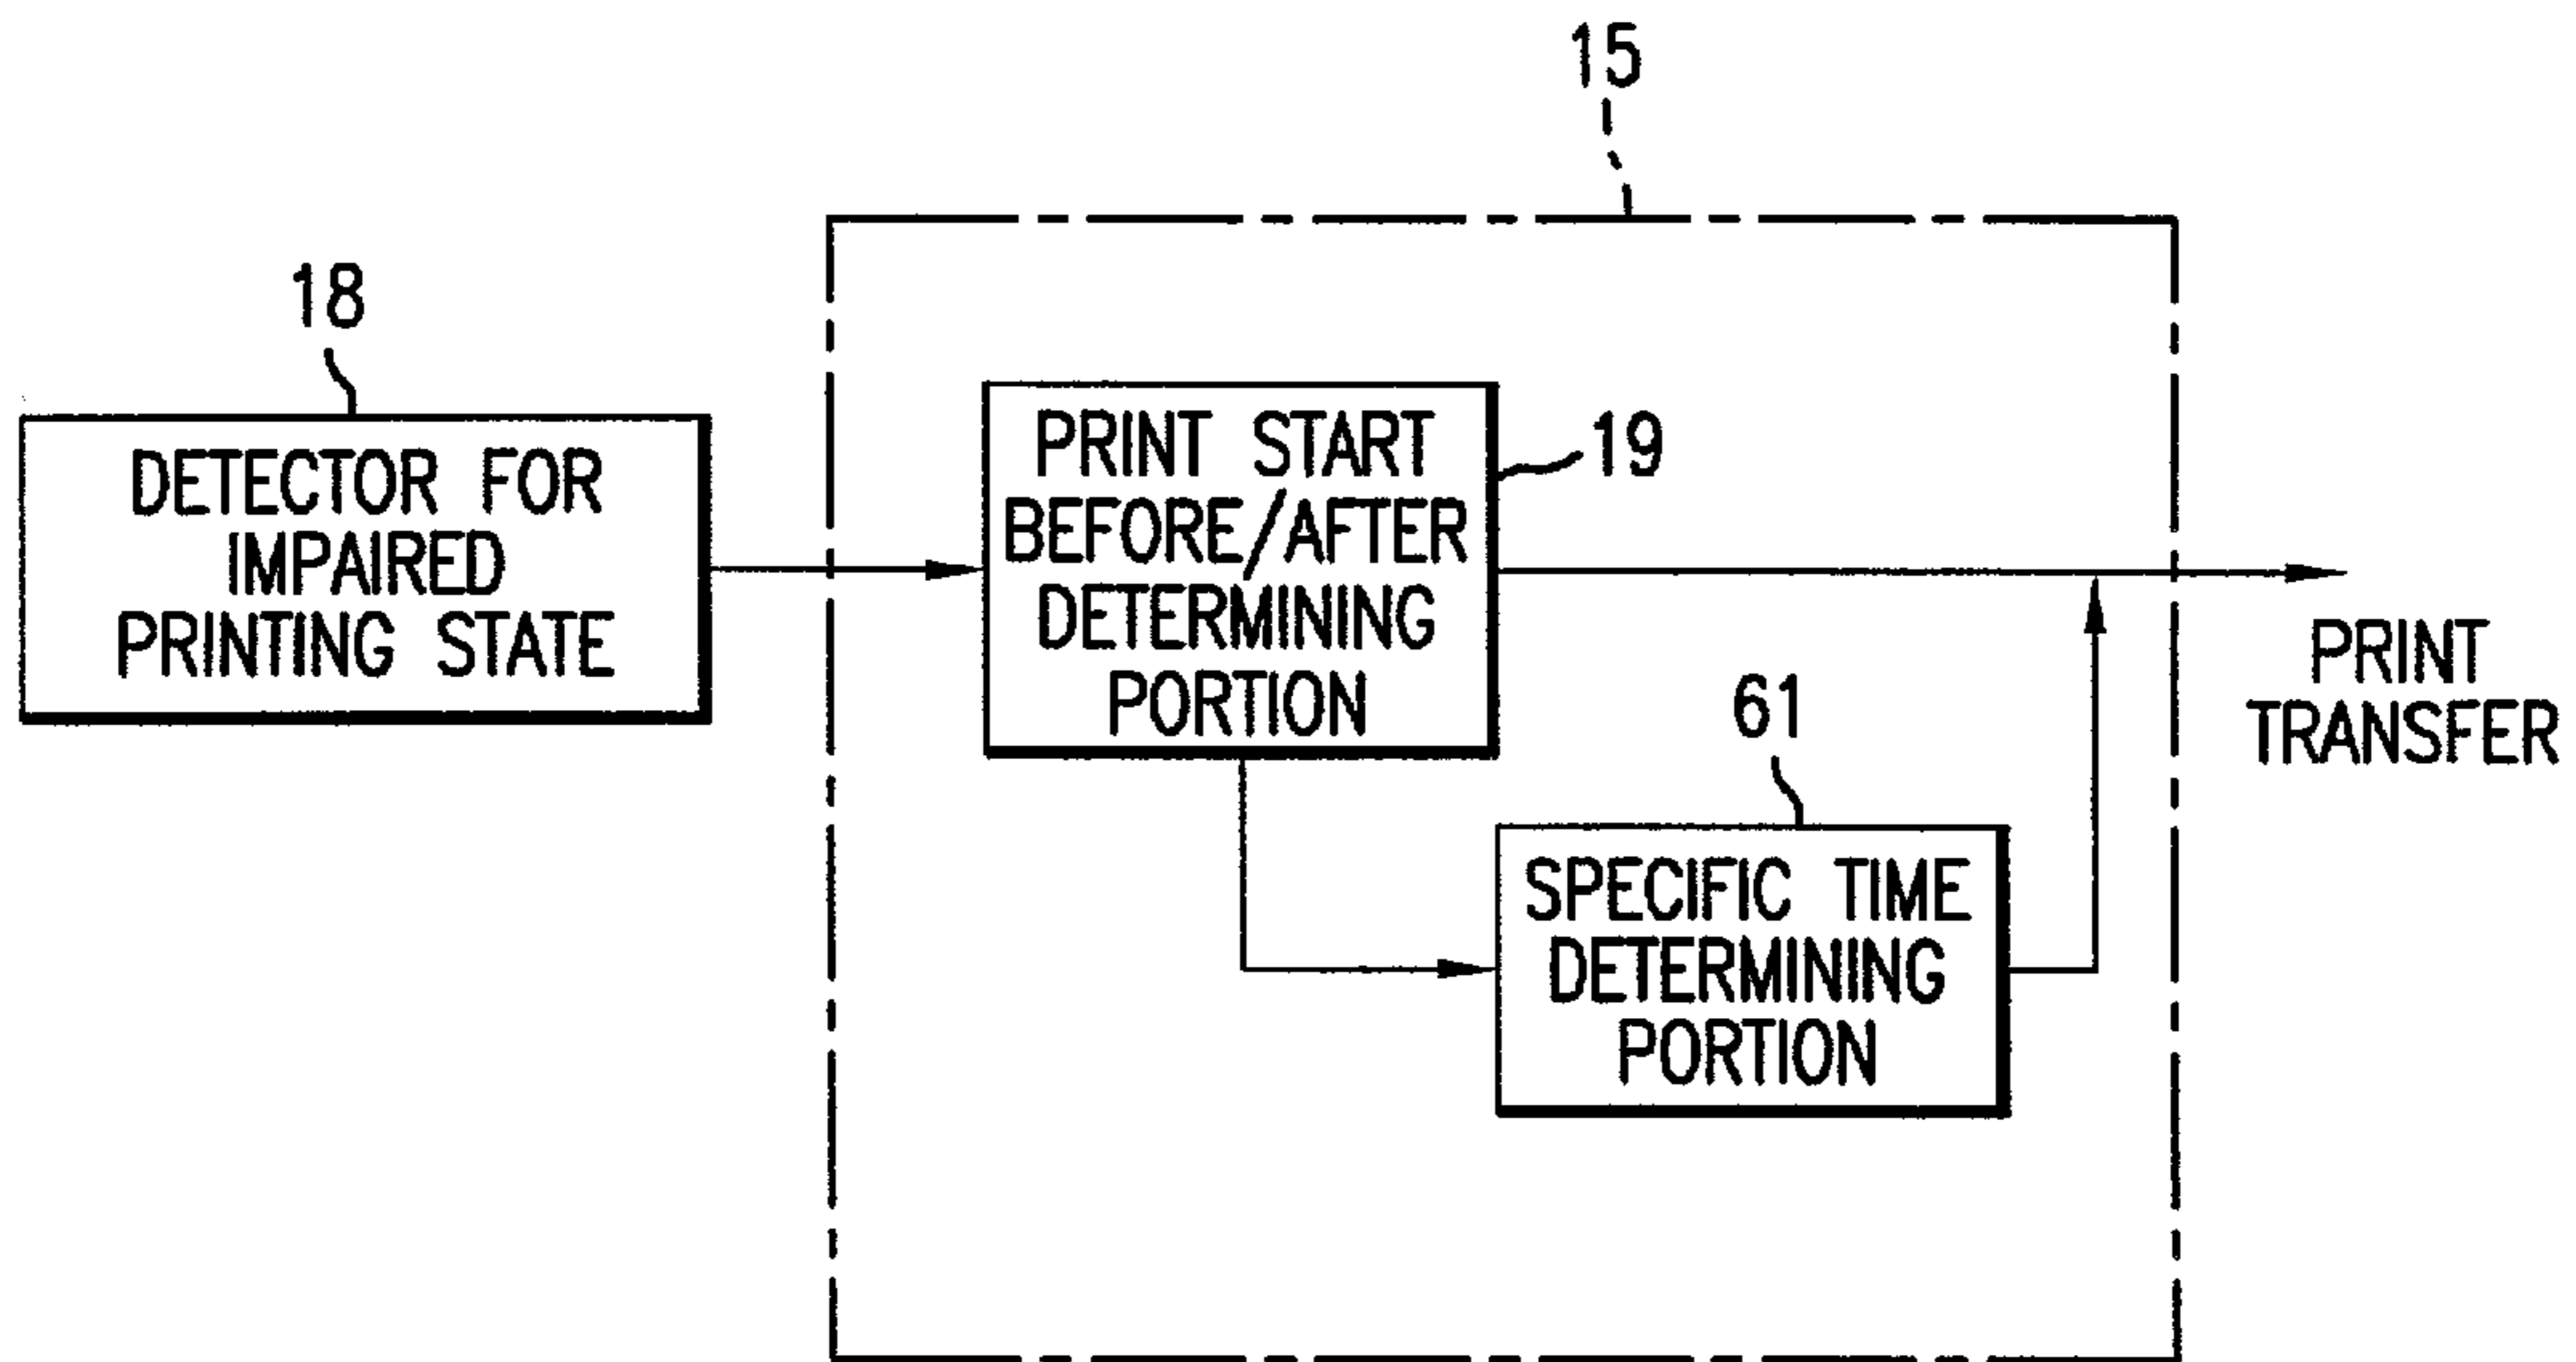 15
18
DETECTOR FOR
IMPAIRED
PRINTING STATE
PRINT START
BEFORE/AFTER
DETERMINING
PORTION
19
PRINT
TRANSFER
61
SPECIFIC TIME
DETERMINING
PORTION